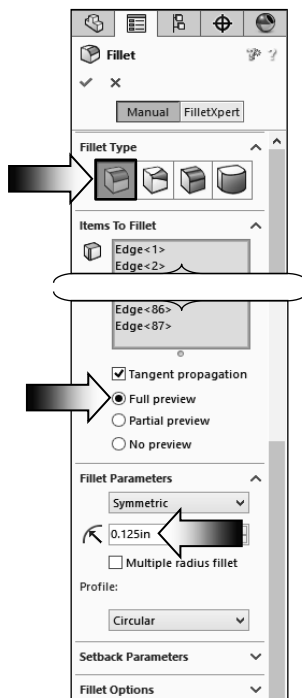 Fillet
?
Manual FilletXpert
Fillet Type
Items To Fillet
Edge<1>
Edge<2>
Edge<86>
Edge<87>
Tangent propagation
Full preview
Partial preview
No preview
Fillet Parameters
Symmetric
0.125in
Multiple radius fillet
Profile:
Circular
Setback Parameters
Fillet Options